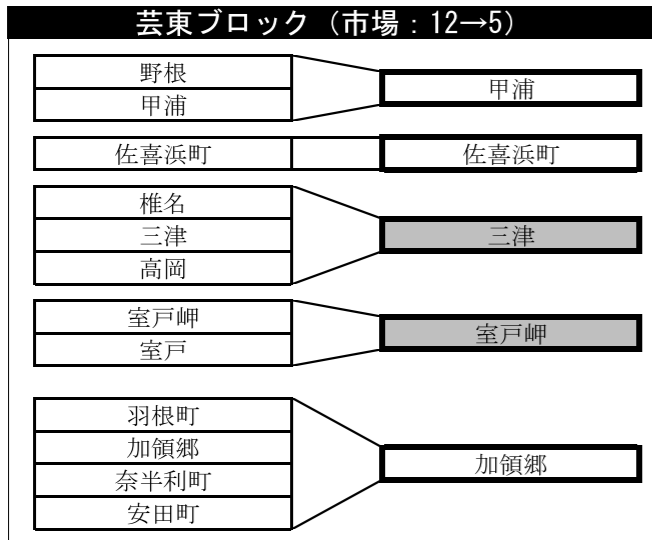 芸東ブロック（市場：12→5）
野根
甲浦
甲浦
佐喜浜町
佐喜浜町
椎名
三津
高岡
三津
室戸岬
室戸
室戸岬
羽根町
加領郷
奈半利町
安田町
加領郷